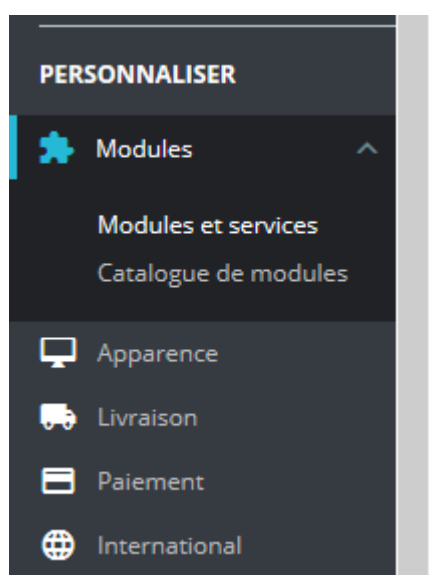 PERSONNALISER
Modules
Modules et services
Catalogue de modules
Apparence
Livraison
Paiement
International